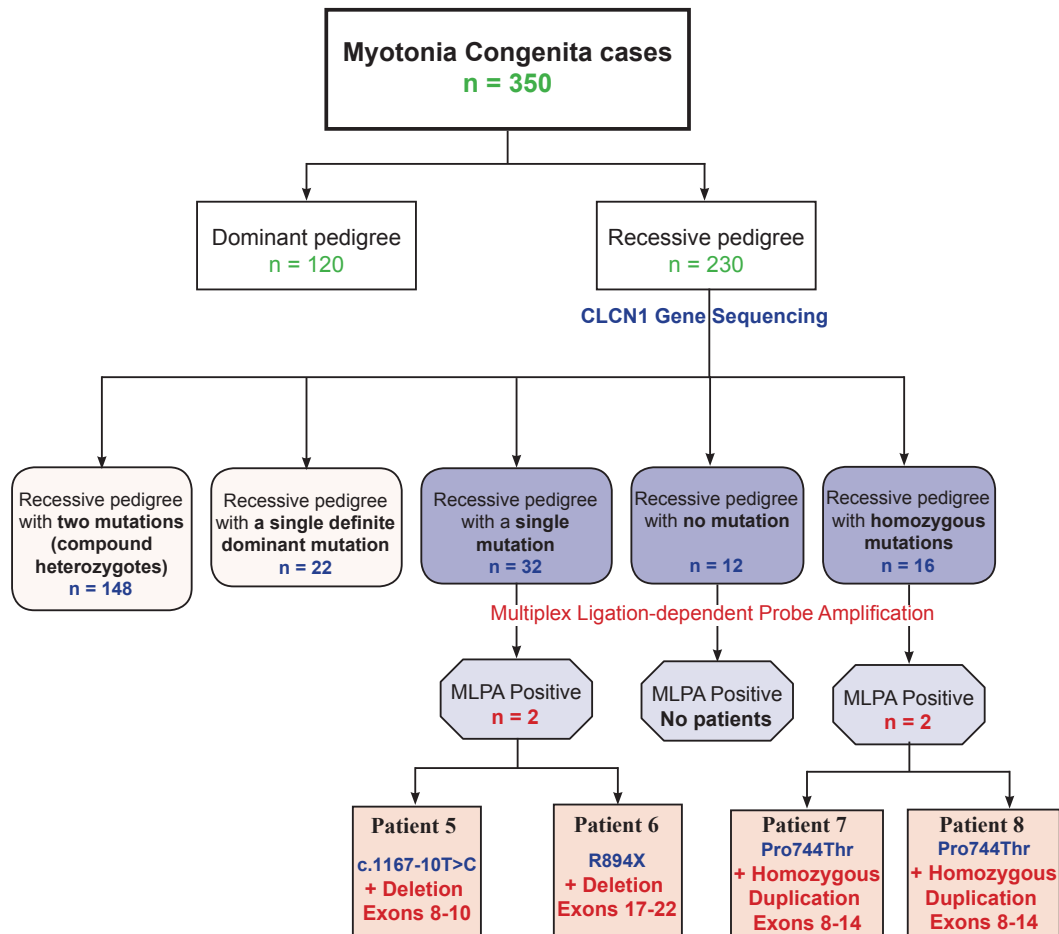 Myotonia Congenita cases
n = 350
Dominant pedigree
n = 120
Recessive pedigree
n = 230
CLCN1 Gene Sequencing
Recessive pedigree
with two mutations
(compound
heterozygotes)
n = 148
Recessive pedigree
with a single definite
dominant mutation
n = 22
Recessive pedigree
with a single
mutation
n = 32
Recessive pedigree
with no mutation
n = 12
Recessive pedigree
with homozygous
mutations
n = 16
Multiplex Ligation-dependent Probe Amplification
MLPA Positive
n = 2
MLPA Positive
No patients
MLPA Positive
n = 2
Patient 5
c.1167-10T>C
+ Deletion
Exons 8-10
Patient 6
R894X
+ Deletion
Exons 17-22
Patient 7
Pro744Thr
+ Homozygous
Duplication
Exons 8-14
Patient 8
Pro744Thr
+ Homozygous
Duplication
Exons 8-14